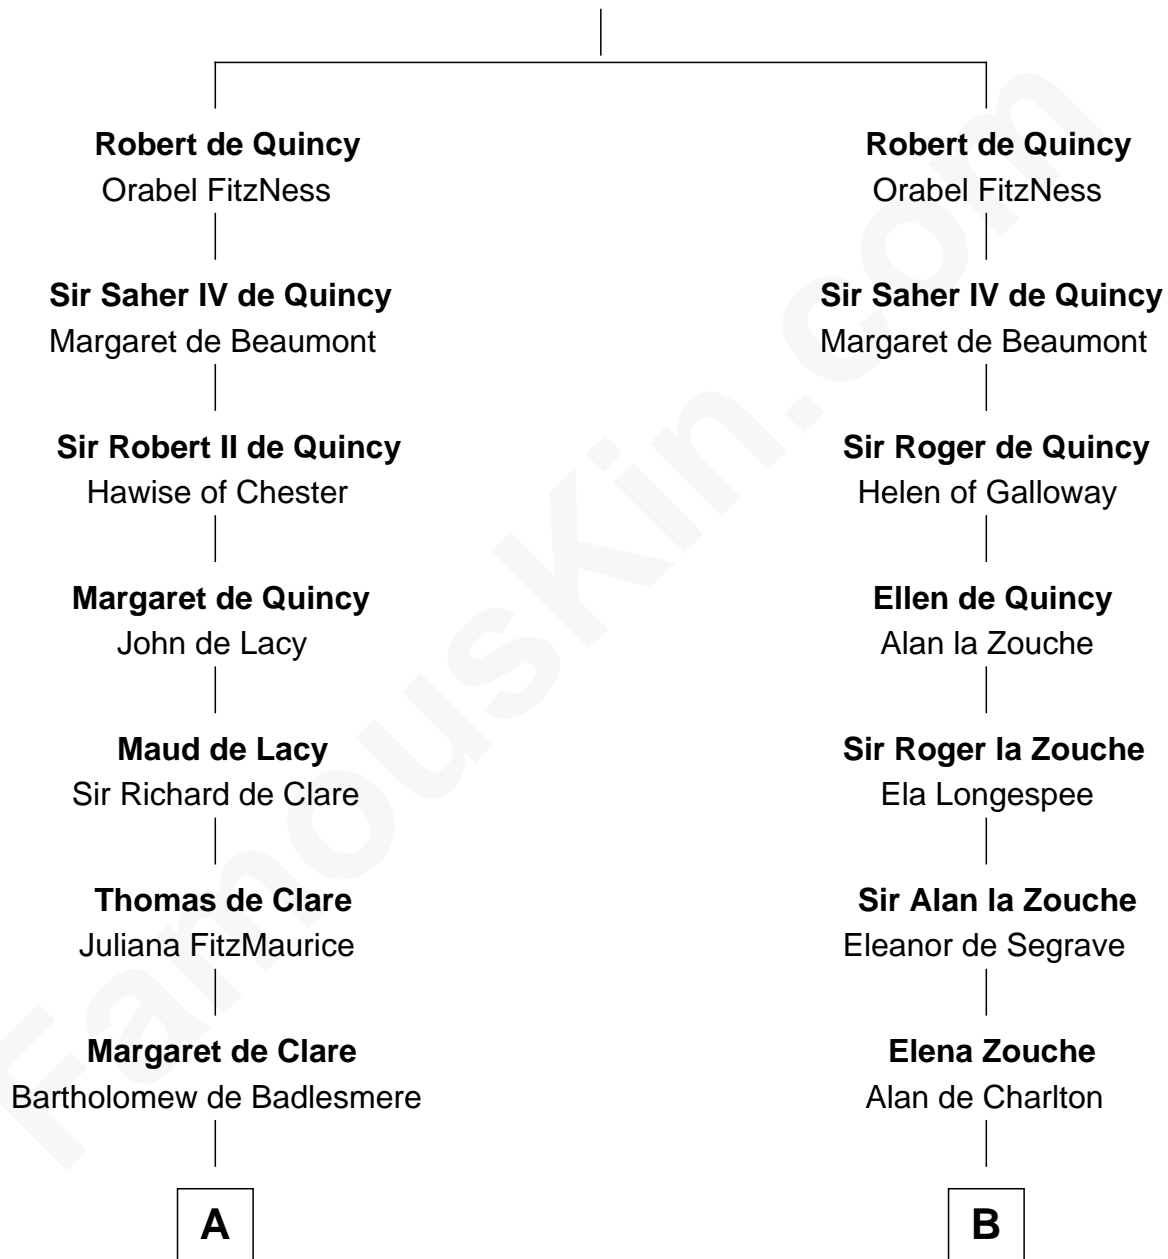 Robert de Quincy
Orabel FitzNess
Sir Saher IV de Quincy
Margaret de Beaumont
Sir Robert II de Quincy
Hawise of Chester
Margaret de Quincy
John de Lacy
Maud de Lacy
Sir Richard de Clare
Thomas de Clare
Juliana FitzMaurice
Margaret de Clare
Bartholomew de Badlesmere
A
Robert de Quincy
Orabel FitzNess
Sir Saher IV de Quincy
Margaret de Beaumont
Sir Roger de Quincy
Helen of Galloway
Ellen de Quincy
Alan la Zouche
Sir Roger la Zouche
Ela Longespee
Sir Alan la Zouche
Eleanor de Segrave
Elena Zouche
Alan de Charlton
B
FamousKin.com